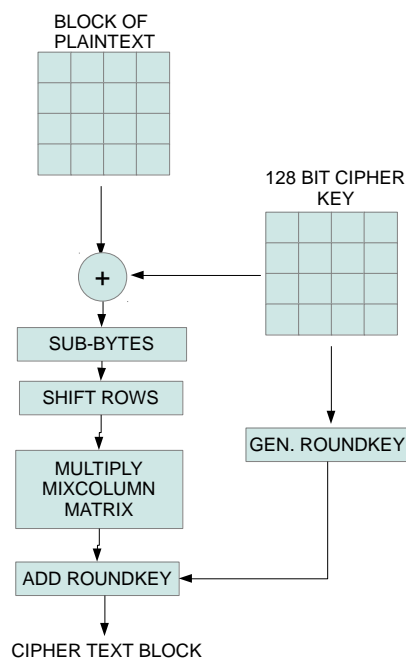 BLOCK OF
PLAINTEXT
128 BIT CIPHER
KEY
+
SUB-BYTES
SHIFT ROWS
GEN. ROUNDKEY
MULTIPLY
MIXCOLUMN
MATRIX
ADD ROUNDKEY
CIPHER TEXT BLOCK